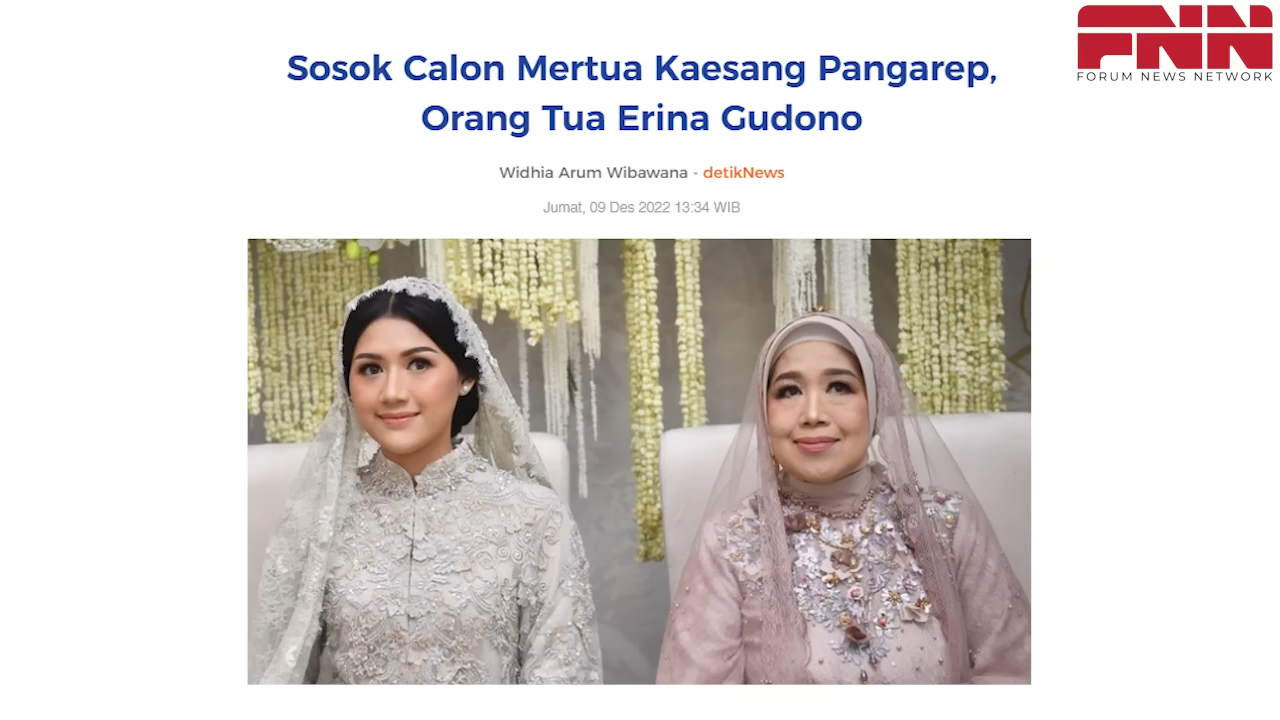 FNN
FORUM NEWS NETWORK
Sosok Calon Mertua Kaesang Pangarep,
Orang Tua Erina Gudono
Widhia Arum Wibawana - detikNews
Jumat, 09 Des 2022 13:34 WIB